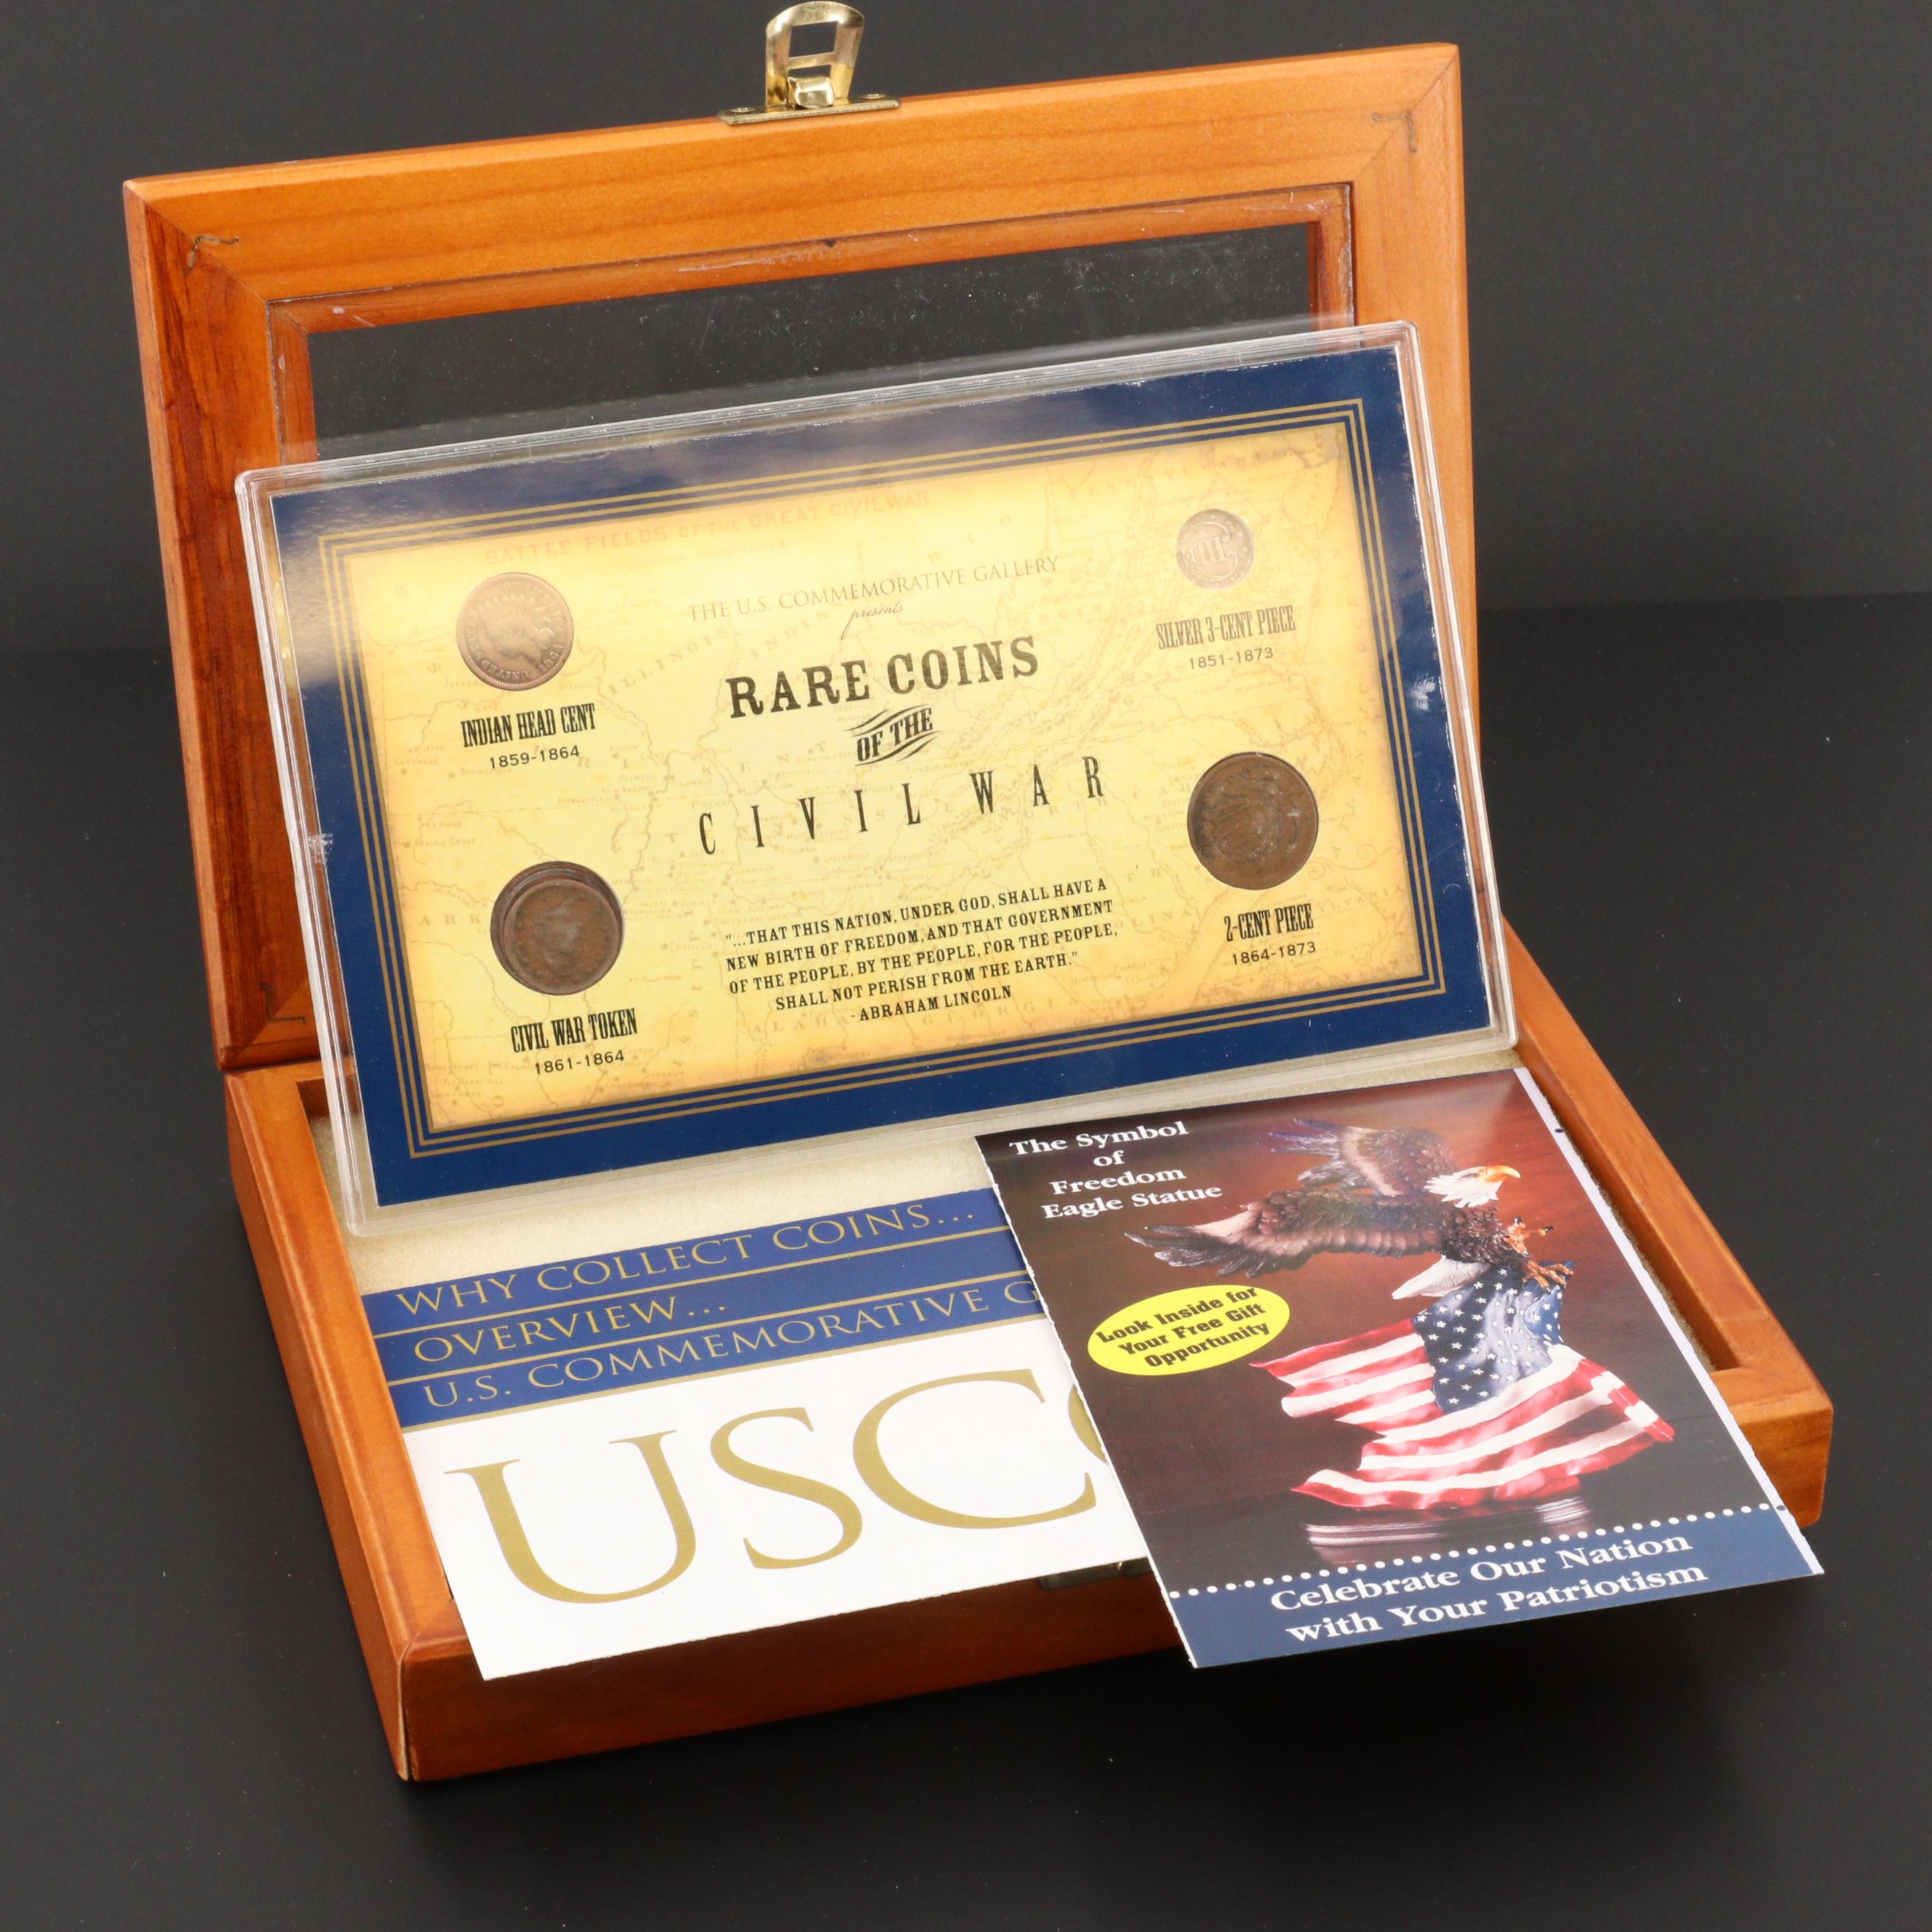 BATTLE FIELDS OF THE GREAT CIVIL WAR
THE U.S. COMMEMORATIVE GALLERY
presents
RARE COINS
OF THE
CIVIL WAR
INDIAN HEAD CENT
1859-1864
SILVER 3-CENT PIECE
1851-1873
CIVIL WAR TOKEN
1861-1864
2-CENT PIECE
1864-1873
"...THAT THIS NATION, UNDER GOD, SHALL HAVE A
NEW BIRTH OF FREEDOM, AND THAT GOVERNMENT
OF THE PEOPLE, BY THE PEOPLE, FOR THE PEOPLE,
SHALL NOT PERISH FROM THE EARTH."
- ABRAHAM LINCOLN
ILLINOIS
INDIANA
III
WHY COLLECT COINS...
OVERVIEW...
U.S. COMMEMORATIVE G
USC
The Symbol
of
Freedom
Eagle Statue
Look Inside for
Your Free Gift
Opportunity
Celebrate Our Nation
with Your Patriotism